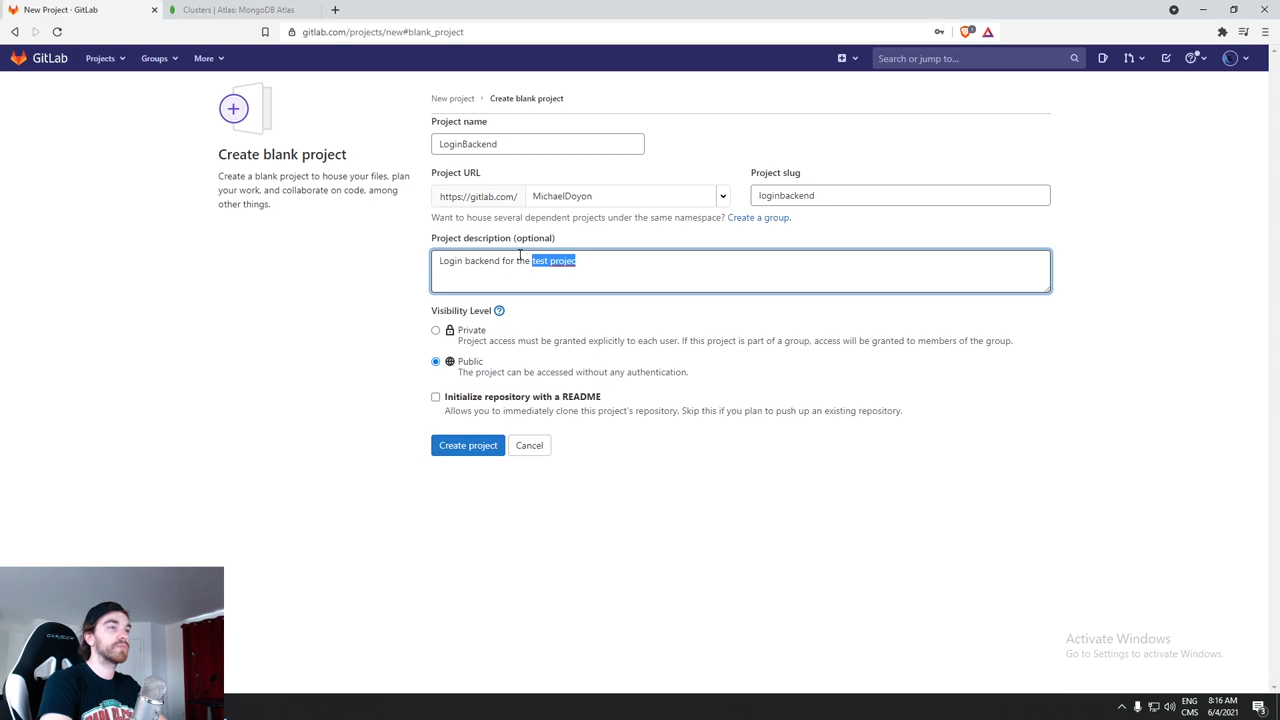 New Project · GitLab
Clusters | Atlas: MongoDB Atlas
gitlab.com/projects/new#blank_project
GitLab
Projects
Groups
More
Search or jump to...
New project
Create blank project
Project name
LoginBackend
Create blank project
Create a blank project to house your files, plan
your work, and collaborate on code, among
other things.
Project URL
Project slug
https://gitlab.com/
MichaelDoyon
loginbackend
Want to house several dependent projects under the same namespace? Create a group.
Project description (optional)
Login backend for the test projec
Visibility Level
Private
Project access must be granted explicitly to each user. If this project is part of a group, access will be granted to members of the group.
Public
The project can be accessed without any authentication.
Initialize repository with a README
Allows you to immediately clone this project's repository. Skip this if you plan to push up an existing repository.
Create project
Cancel
Activate Windows
Go to Settings to activate Windows.
ENG
CMS
8:16 AM
6/4/2021
3